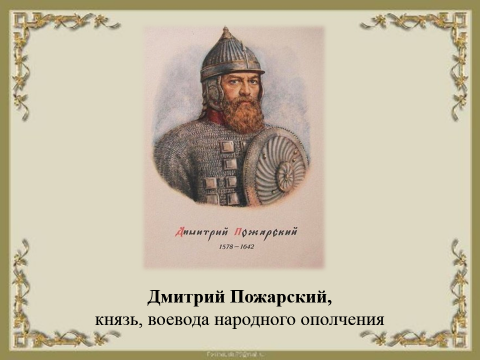 Дмитрий Пожарский
1578–1642
Дмитрий Пожарский,
князь, воевода народного ополчения